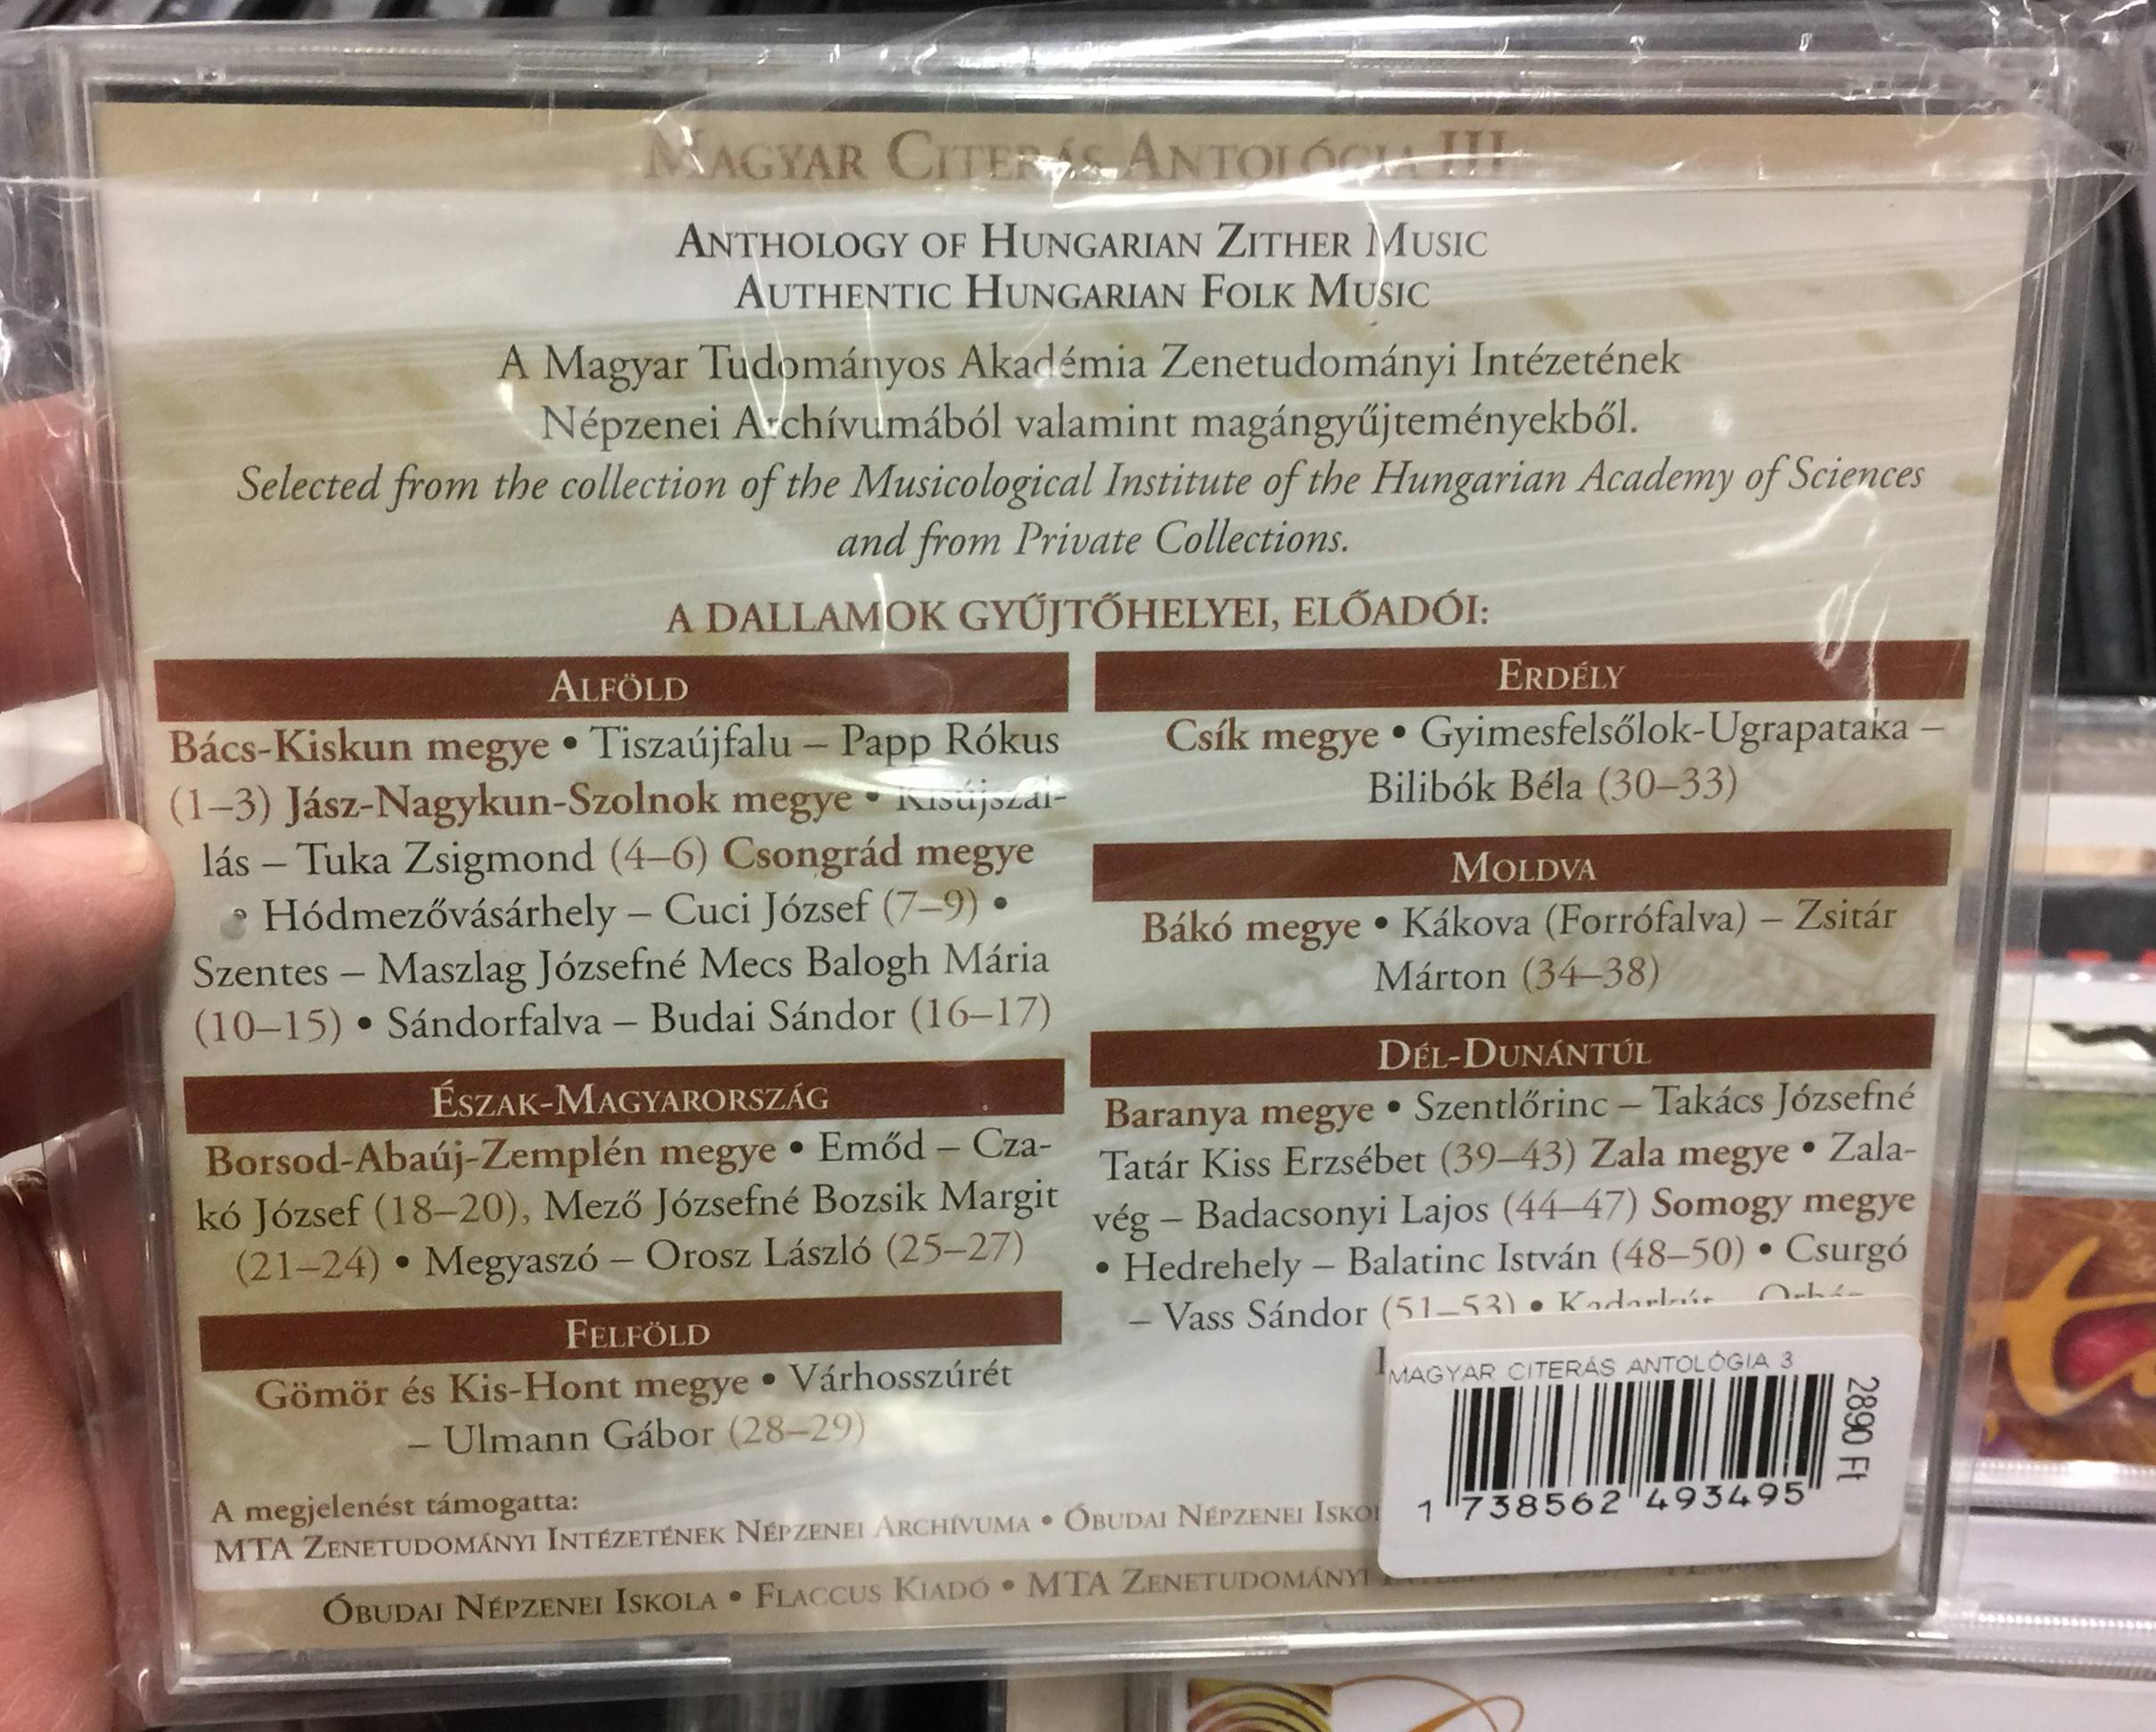 MAGYAR CITERÁS ANTOLÓGIA III
ANTHOLOGY OF HUNGARIAN ZITHER MUSIC
AUTHENTIC HUNGARIAN FOLK MUSIC
A Magyar Tudományos Akadémia Zenetudományi Intézetének
Népzenei Archívumából valamint magángyűjteményekből.
Selected from the collection of the Musicological Institute of the Hungarian Academy of Sciences
and from Private Collections.
A DALLAMOK GYŰJTŐHELYEI, ELŐADÓI:
ALFÖLD
Bács-Kiskun megye • Tiszaújfalu – Papp Rókus
(1–3) Jász-Nagykun-Szolnok megye • Kisújszál-
lás – Tuka Zsigmond (4–6) Csongrád megye
• Hódmezővásárhely – Cuci József (7–9) •
Szentes – Maszlag Józsefné Mecs Balogh Mária
(10–15) • Sándorfalva – Budai Sándor (16–17)
ÉSZAK-MAGYARORSZÁG
Borsod-Abaúj-Zemplén megye • Emőd – Cza-
kó József (18–20), Mező Józsefné Bozsik Margit
(21–24) • Megyaszó – Orosz László (25–27)
FELFÖLD
Gömör és Kis-Hont megye • Várhosszúrét
– Ulmann Gábor (28–29)
ERDÉLY
Csík megye • Gyimesfelsőlok-Ugrapataka –
Bilibók Béla (30–33)
MOLDVA
Bákó megye • Kákova (Forrófalva) – Zsitár
Márton (34–38)
DÉL-DUNÁNTÚL
Baranya megye • Szentlőrinc – Takács Józsefné
Tatár Kiss Erzsébet (39–43) Zala megye • Zala-
vég – Badacsonyi Lajos (44–47) Somogy megye
• Hedrehely – Balatinc István (48–50) • Csurgó
– Vass Sándor (51–53) • Kadarkút –
A megjelenést támogatta:
MTA ZENETUDOMÁNYI INTÉZETÉNEK NÉPZENEI ARCHÍVUMA • ÓBUDAI NÉPZENEI
ÓBUDAI NÉPZENEI ISKOLA • FLACCUS KIADÓ • MTA ZENETUDOMÁNYI
MAGYAR CITERÁS ANTOLÓGIA 3
2890 Ft
1 738562 493495